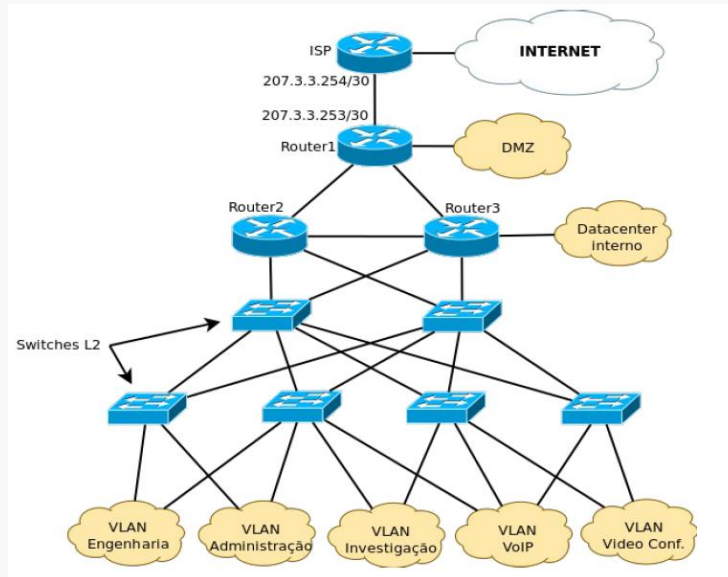 ISP
INTERNET
207.3.3.254/30
207.3.3.253/30
Router1
DMZ
Router2
Router3
Datacenter
interno
Switches L2
VLAN
Engenharia
VLAN
Administração
VLAN
Investigação
VLAN
VoIP
VLAN
Video Conf.